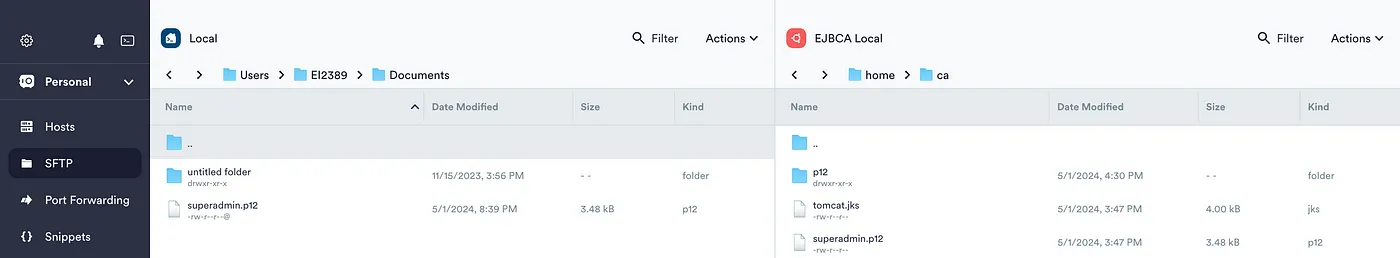 Personal
Hosts
SFTP
Port Forwarding
{} Snippets
Local
Filter
Actions
Users > EI2389 > Documents
Name Date Modified Size Kind
..
untitled folder 11/15/2023, 3:56 PM - - folder
drwxr-xr-x
superadmin.p12 5/1/2024, 8:39 PM 3.48 kB p12
-rw-r--r--@
EJBCA Local
Filter
Actions
home > ca
Name Date Modified Size Kind
..
p12 5/1/2024, 4:30 PM - - folder
drwxr-xr-x
tomcat.jks 5/1/2024, 3:47 PM 4.00 kB jks
-rw-r--r--
superadmin.p12 5/1/2024, 3:47 PM 3.48 kB p12
-rw-r--r--